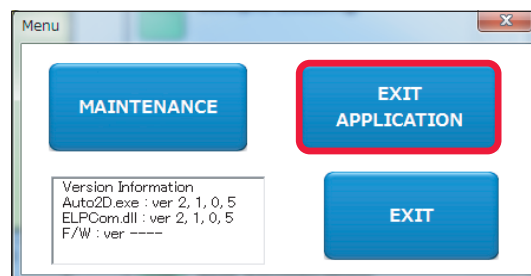 Menu
x
MAINTENANCE
EXIT
APPLICATION
Version Information
Auto2D.exe : ver 2, 1, 0, 5
ELPCom.dll : ver 2, 1, 0, 5
F/W : ver ----
EXIT